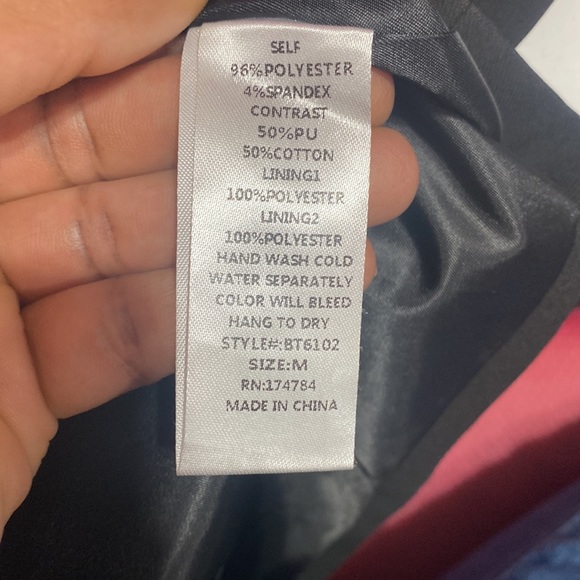 SELF
96%POLYESTER
4%SPANDEX
CONTRAST
50%PU
50%COTTON
LINING1
100%POLYESTER
LINING2
100%POLYESTER
HAND WASH COLD
WATER SEPARATELY
COLOR WILL BLEED
HANG TO DRY
STYLE#:BT6102
SIZE:M
RN:174784
MADE IN CHINA